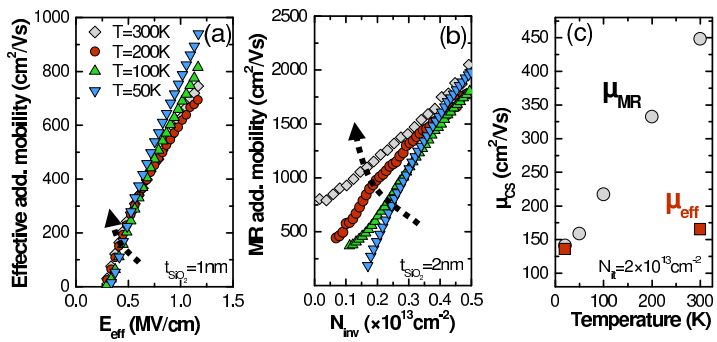 (a)
T=300K
T=200K
T=100K
T=50K
t_SiO₂=1nm
Effective add. mobility (cm²/Vs)
1000
800
600
400
200
0
0.0 0.5 1.0 1.5
E_eff (MV/cm)
(b)
t_SiO₂=2nm
MR add. mobility (cm²/Vs)
2500
2000
1500
1000
500
0.0 0.1 0.2 0.3 0.4 0.5
N_inv (×10¹³cm⁻²)
(c)
μ_MR
μ_eff
N_it=2×10¹³cm⁻²
μ_CS (cm²/Vs)
450
400
350
300
250
200
150
100
0 100 200 300
Temperature (K)